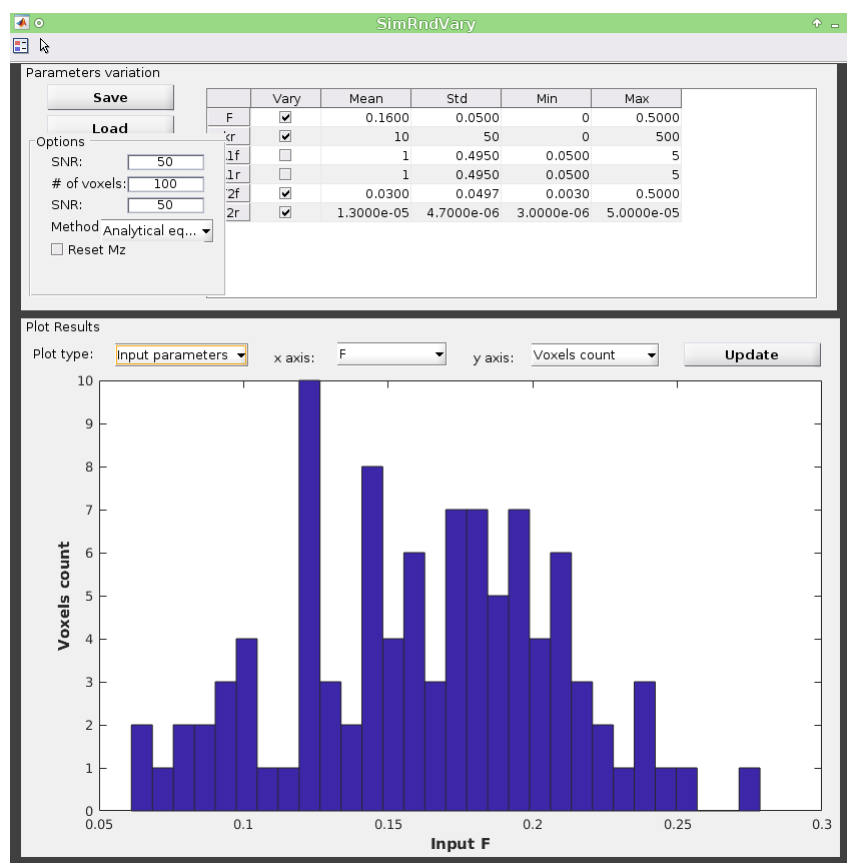 SimRndVary
Parameters variation
Save
Load
Options
SNR: 50
# of voxels: 100
SNR: 50
Method Analytical eq...
Reset Mz
Vary Mean Std Min Max
F 0.1600 0.0500 0 0.5000
kr 10 50 0 500
1f 1 0.4950 0.0500 5
1r 1 0.4950 0.0500 5
2f 0.0300 0.0497 0.0030 0.5000
2r 1.3000e-05 4.7000e-06 3.0000e-06 5.0000e-05
Plot Results
Plot type: Input parameters x axis: F y axis: Voxels count Update
10
9
8
7
6
5
4
3
2
1
0
Voxels count
0.05 0.1 0.15 0.2 0.25 0.3
Input F